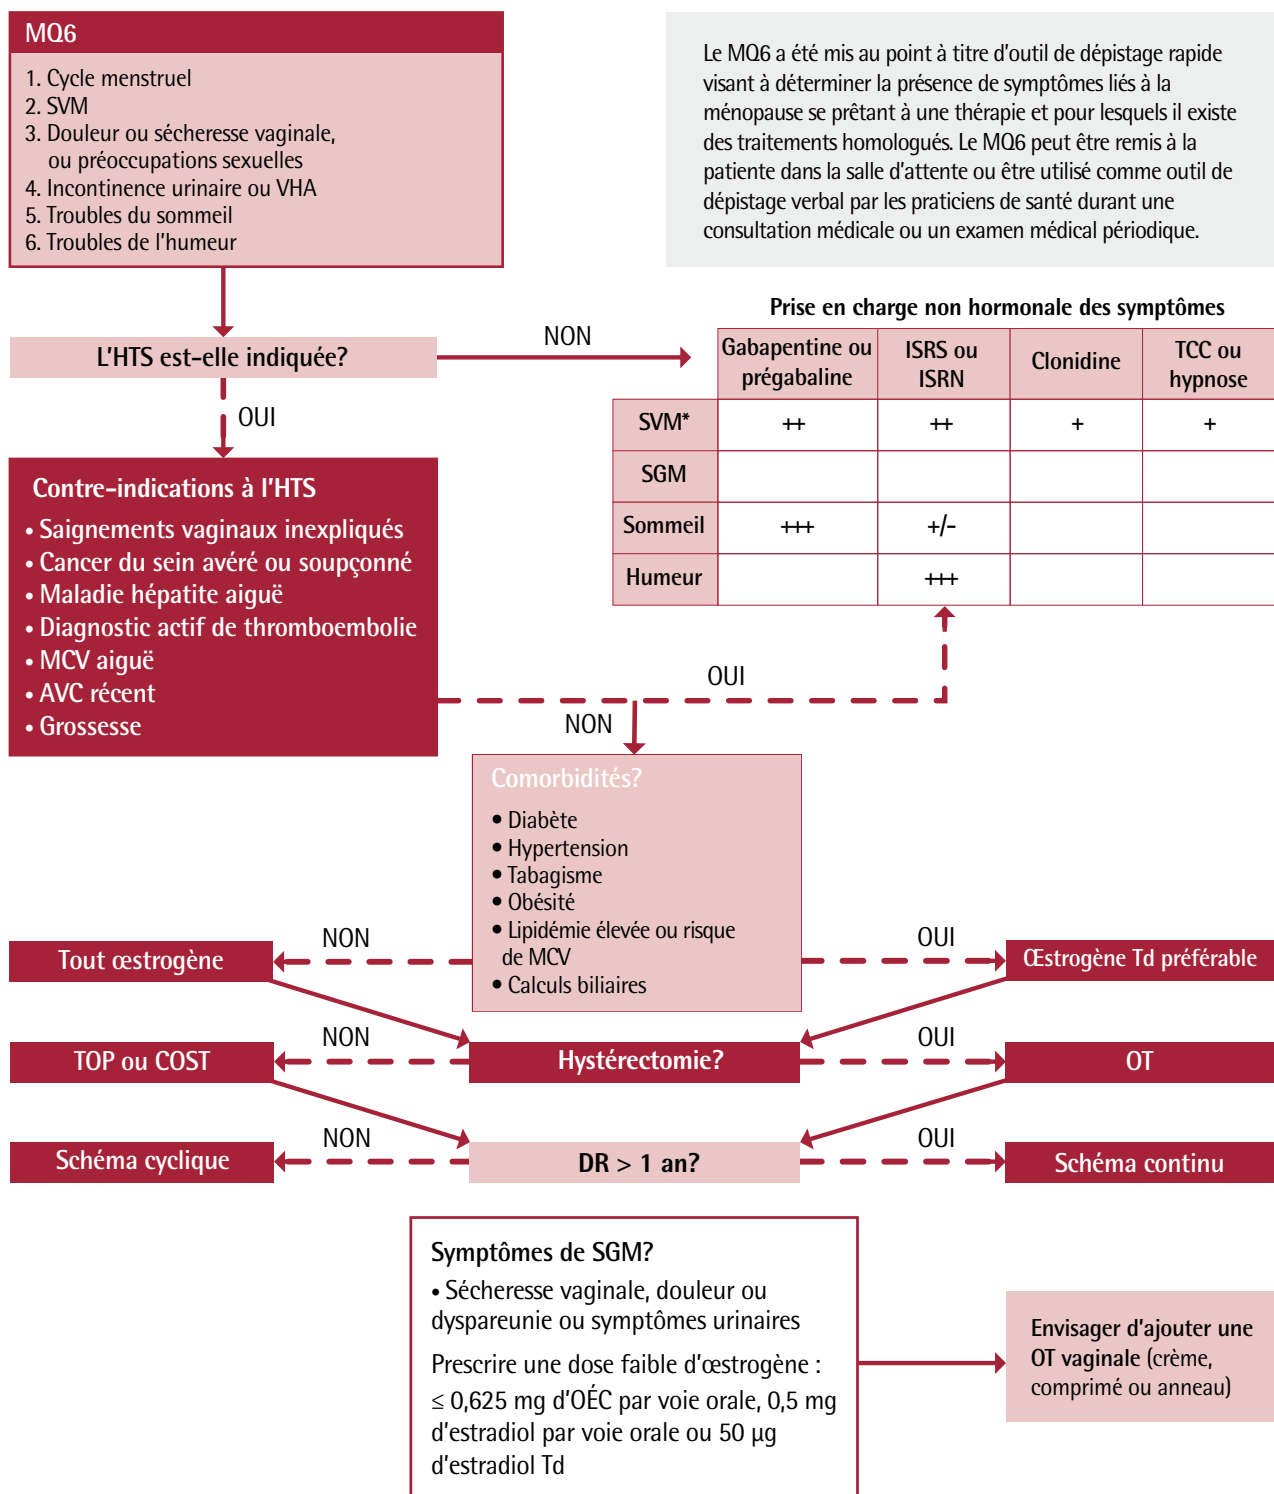 MQ6
1. Cycle menstruel
2. SVM
3. Douleur ou sécheresse vaginale,
ou préoccupations sexuelles
4. Incontinence urinaire ou VHA
5. Troubles du sommeil
6. Troubles de l'humeur
Le MQ6 a été mis au point à titre d'outil de dépistage rapide
visant à déterminer la présence de symptômes liés à la
ménopause se prêtant à une thérapie et pour lesquels il existe
des traitements homologués. Le MQ6 peut être remis à la
patiente dans la salle d'attente ou être utilisé comme outil de
dépistage verbal par les praticiens de santé durant une
consultation médicale ou un examen médical périodique.
L'HTS est-elle indiquée?
NON
OUI
Prise en charge non hormonale des symptômes
Gabapentine ou
prégabaline
ISRS ou
ISRN
Clonidine
TCC ou
hypnose
SVM* ++ ++ + +
SGM
Sommeil +++ +/-
Humeur +++
Contre-indications à l'HTS
• Saignements vaginaux inexpliqués
• Cancer du sein avéré ou soupçonné
• Maladie hépatite aiguë
• Diagnostic actif de thromboembolie
• MCV aiguë
• AVC récent
• Grossesse
OUI
NON
Comorbidités?
• Diabète
• Hypertension
• Tabagisme
• Obésité
• Lipidémie élevée ou risque
de MCV
• Calculs biliaires
NON
OUI
Tout œstrogène
Œstrogène Td préférable
NON
OUI
TOP ou COST
Hystérectomie?
OT
NON
OUI
Schéma cyclique
DR > 1 an?
Schéma continu
Symptômes de SGM?
• Sécheresse vaginale, douleur ou
dyspareunie ou symptômes urinaires
Prescrire une dose faible d'œstrogène :
≤ 0,625 mg d'OÉC par voie orale, 0,5 mg
d'estradiol par voie orale ou 50 µg
d'estradiol Td
Envisager d'ajouter une
OT vaginale (crème,
comprimé ou anneau)